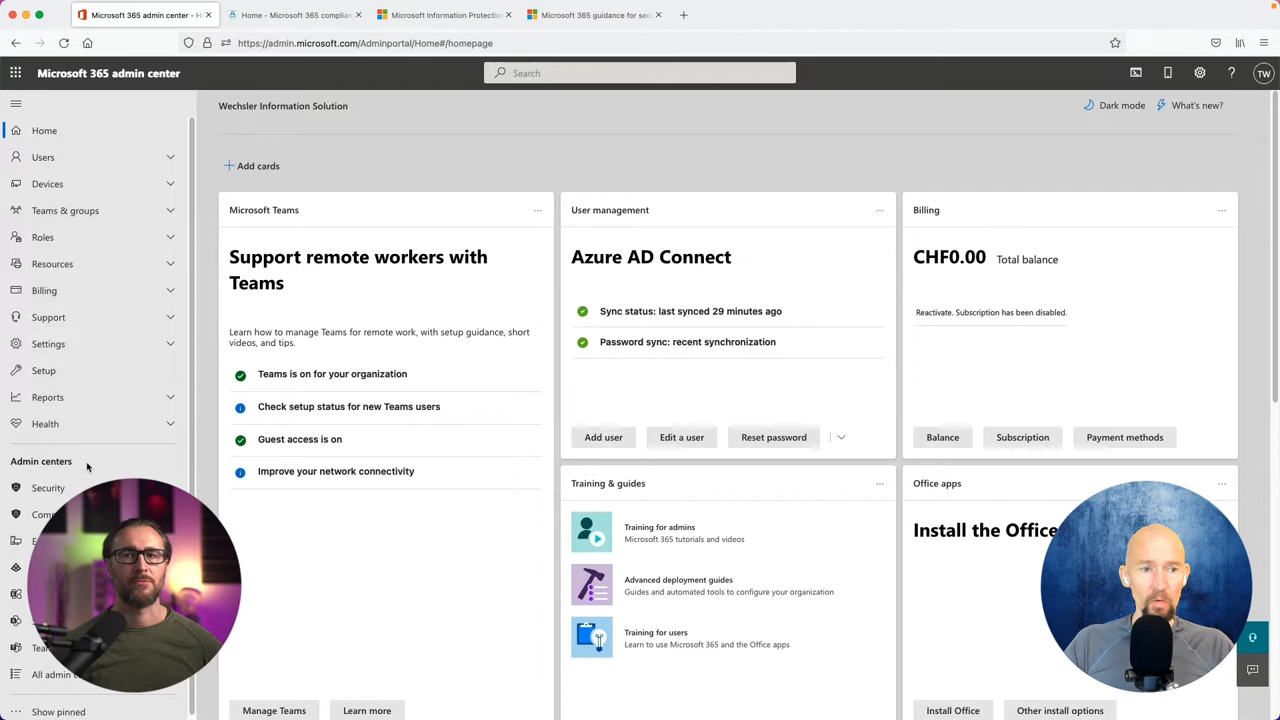 Microsoft 365 admin center - H
Home - Microsoft 365 complian
Microsoft Information Protection
Microsoft 365 guidance for sec
https://admin.microsoft.com/Adminportal/Home#/homepage
Microsoft 365 admin center
Search
TW
Wechsler Information Solution
Dark mode
What's new?
Add cards
Home
Users
Devices
Teams & groups
Roles
Resources
Billing
Support
Settings
Setup
Reports
Health
Admin centers
Security
Com
E
Tea
All admin c
Show pinned
Microsoft Teams
Support remote workers with
Teams
Learn how to manage Teams for remote work, with setup guidance, short
videos, and tips.
Teams is on for your organization
Check setup status for new Teams users
Guest access is on
Improve your network connectivity
Manage Teams
Learn more
User management
Azure AD Connect
Sync status: last synced 29 minutes ago
Password sync: recent synchronization
Add user
Edit a user
Reset password
Training & guides
Training for admins
Microsoft 365 tutorials and videos
Advanced deployment guides
Guides and automated tools to configure your organization
Training for users
Learn to use Microsoft 365 and the Office apps
Billing
CHF0.00 Total balance
Reactivate. Subscription has been disabled.
Balance
Subscription
Payment methods
Office apps
Install the Office
Install Office
Other install options